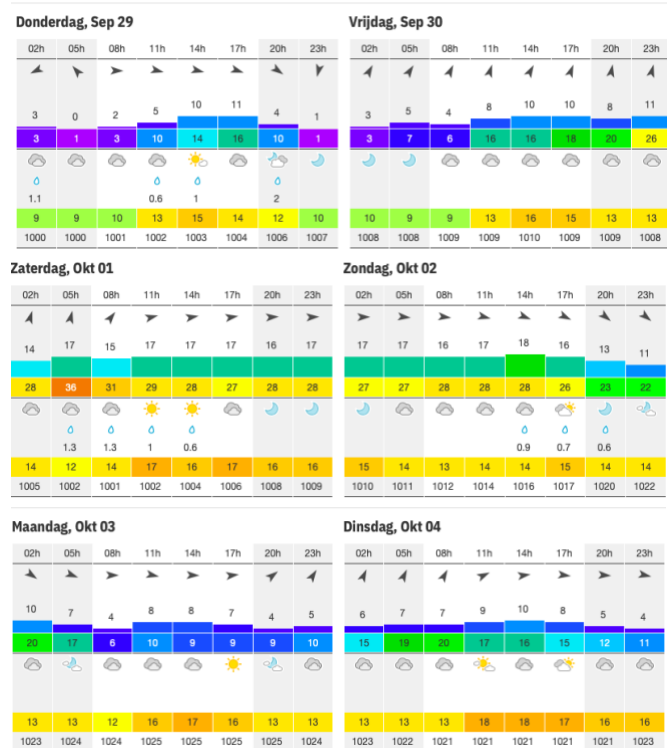 Donderdag, Sep 29
02h 05h 08h 11h 14h 17h 20h 23h
3 0 2 5 10 11 4 1
3 1 3 10 14 16 10 1
1.1 0.6 1 2
9 9 10 13 15 14 12 10
1000 1000 1001 1002 1003 1004 1006 1007
Vrijdag, Sep 30
02h 05h 08h 11h 14h 17h 20h 23h
3 5 4 8 10 10 8 11
3 7 6 16 16 18 20 26
10 9 9 13 16 15 13 13
1008 1008 1009 1009 1010 1009 1009 1008
Zaterdag, Okt 01
02h 05h 08h 11h 14h 17h 20h 23h
14 17 15 17 17 17 16 17
28 36 31 29 28 27 28 28
1.3 1.3 1 0.6
14 12 14 17 16 17 16 16
1005 1002 1001 1002 1004 1006 1008 1009
Zondag, Okt 02
02h 05h 08h 11h 14h 17h 20h 23h
17 17 16 17 18 16 13 11
27 27 28 28 28 26 23 22
0.9 0.7 0.6
15 14 13 14 14 15 14 14
1010 1011 1012 1014 1016 1017 1020 1022
Maandag, Okt 03
02h 05h 08h 11h 14h 17h 20h 23h
10 7 4 8 8 7 4 5
20 17 6 10 9 9 9 10
13 13 12 16 17 16 13 13
1023 1024 1024 1025 1025 1025 1025 1024
Dinsdag, Okt 04
02h 05h 08h 11h 14h 17h 20h 23h
6 7 7 9 10 8 5 4
15 19 20 17 16 15 12 11
13 13 13 18 18 17 16 16
1023 1022 1021 1021 1021 1021 1023 1023